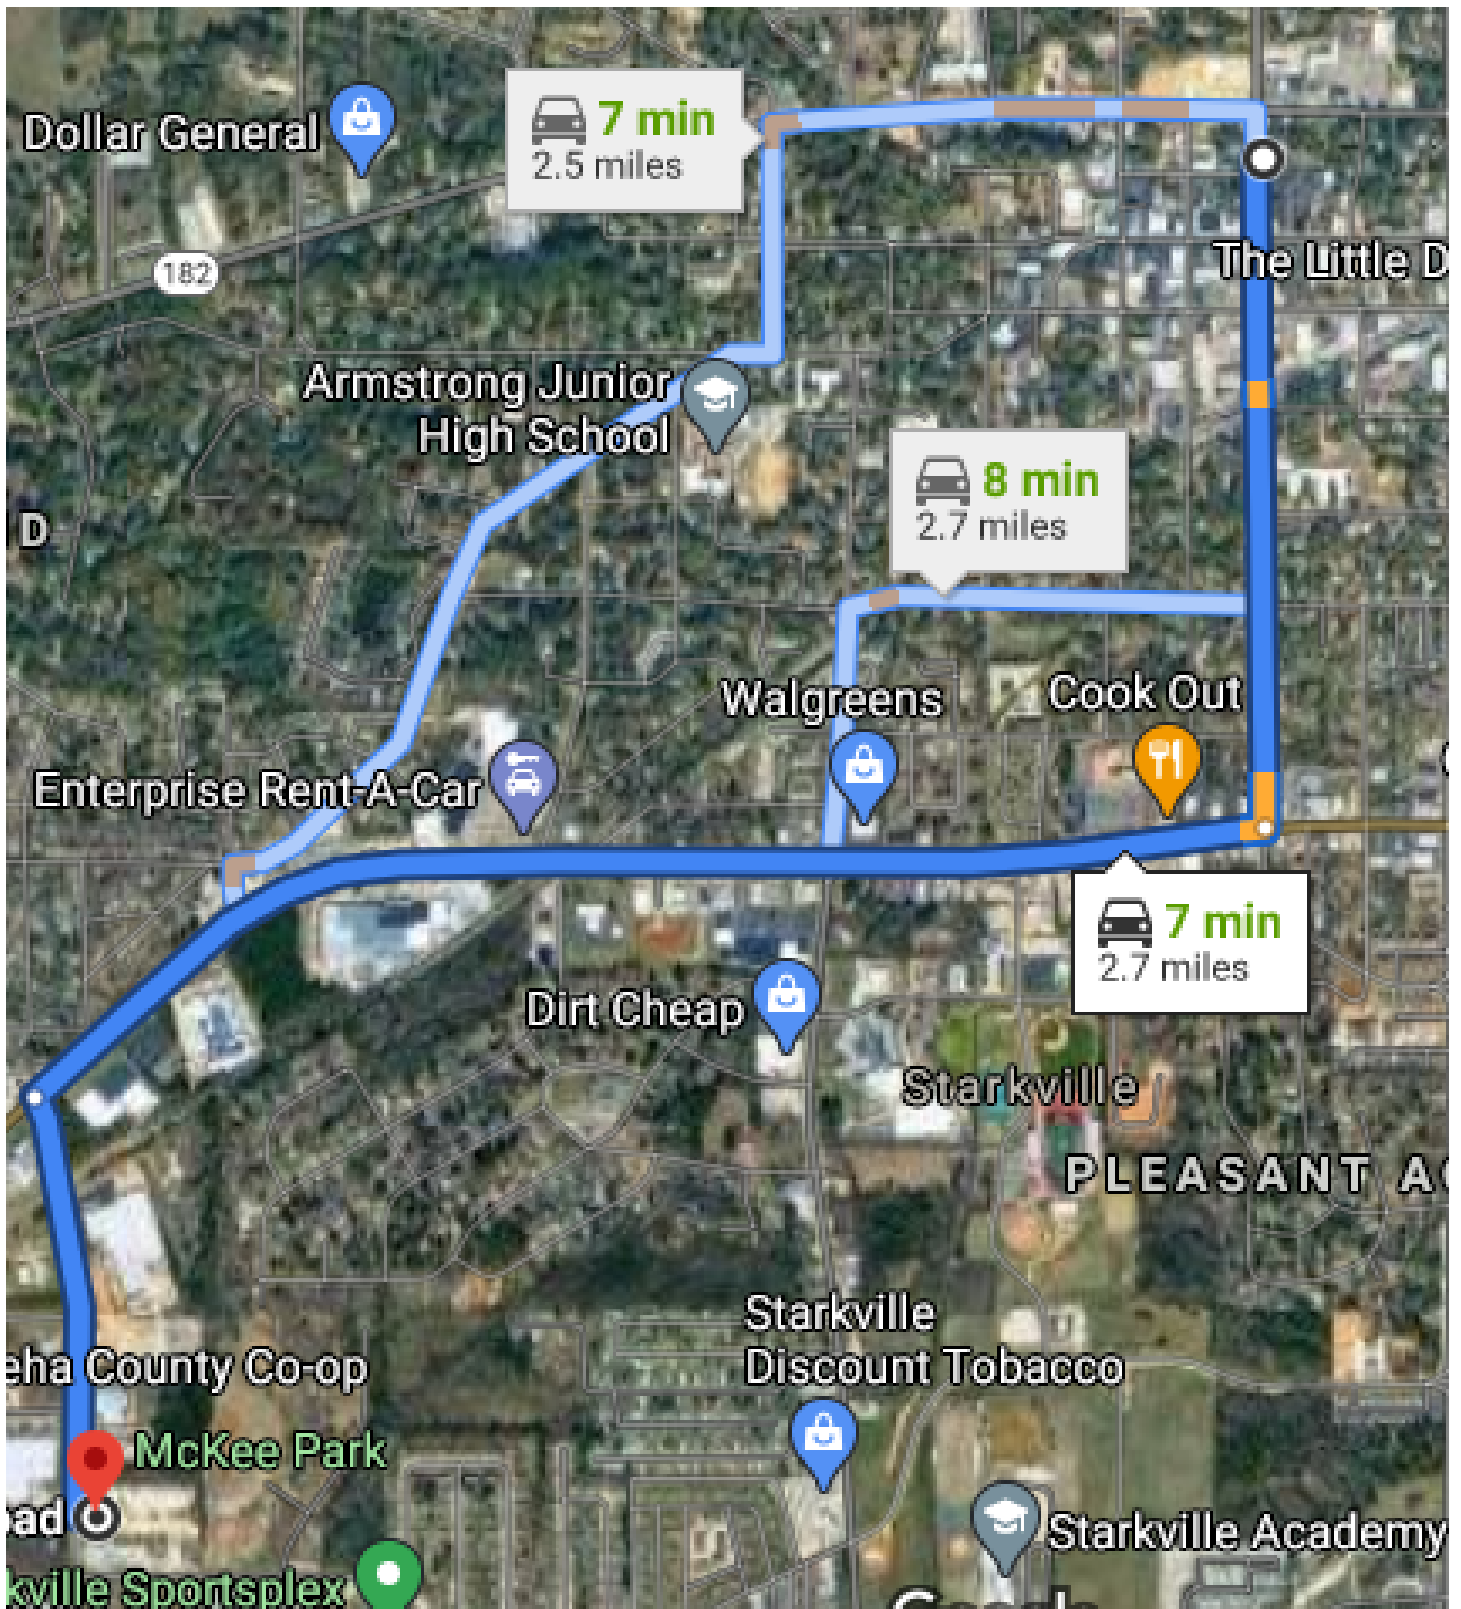 7 min
2.5 miles
Dollar General
182
The Little D
Armstrong Junior
High School
8 min
2.7 miles
D
Walgreens
Cook Out
Enterprise Rent-A-Car
7 min
2.7 miles
Dirt Cheap
Starkville
PLEASANT AC
Starkville
Discount Tobacco
eha County Co-op
McKee Park
oad
Starkville Academy
kville Sportsplex